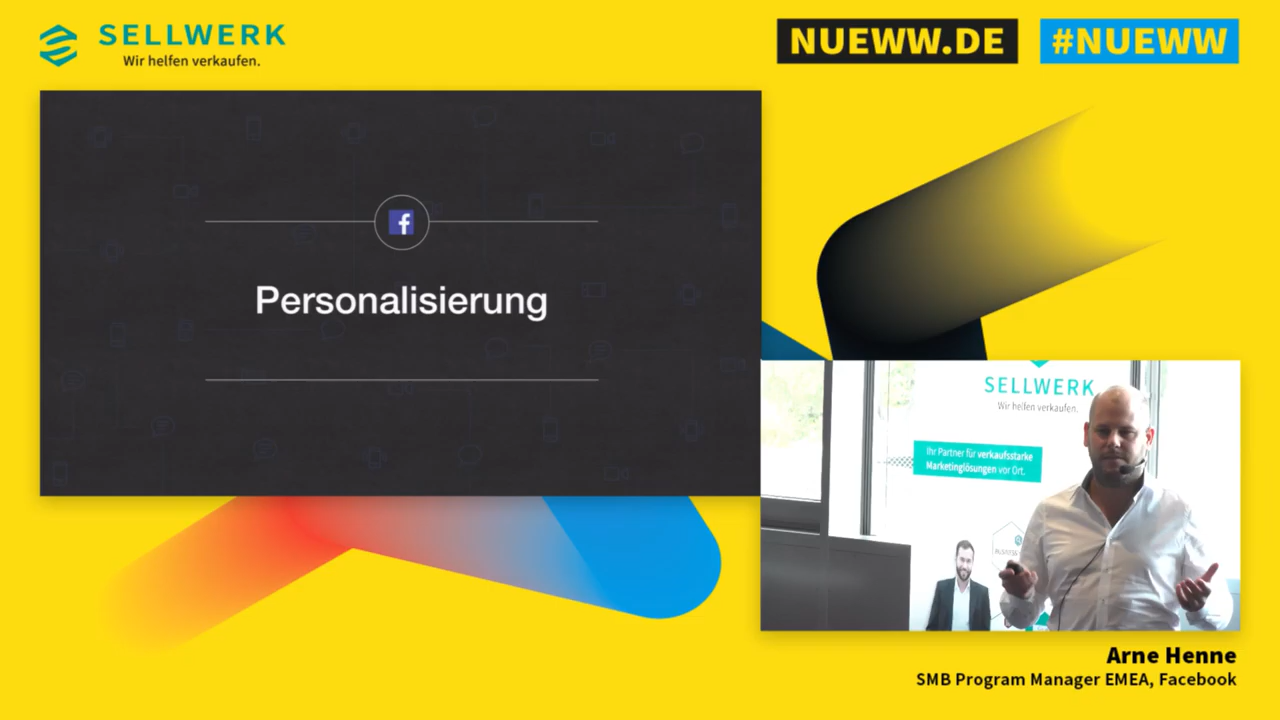 SELLWERK
Wir helfen verkaufen.
NUEWW.DE
#NUEWW
f
Personalisierung
SELLWERK
Wir helfen verkaufen.
Ihr Partner für verkaufsstarke
Marketinglösungen vor Ort.
BUSINESS
Arne Henne
SMB Program Manager EMEA, Facebook